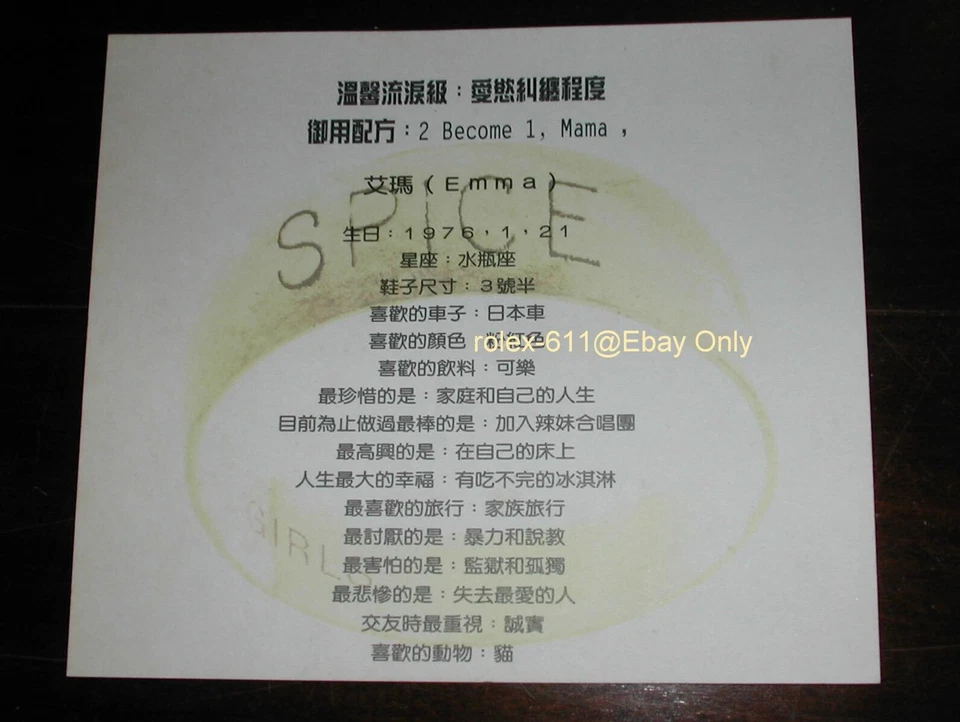 溫馨流淚級：愛慾糾纏程度
御用配方：2 Become 1, Mama ,
艾瑪（Emma）
SPICE
生日：1976，1，21
星座：水瓶座
鞋子尺寸：3號半
喜歡的車子：日本車
喜歡的顏色：粉紅色
rolex-611@Ebay Only
喜歡的飲料：可樂
最珍惜的是：家庭和自己的人生
目前為止做過最棒的是：加入辣妹合唱團
最高興的是：在自己的床上
人生最大的幸福：有吃不完的冰淇淋
最喜歡的旅行：家族旅行
GIRLS
最討厭的是：暴力和說教
最害怕的是：監獄和孤獨
最悲慘的是：失去最愛的人
交友時最重視：誠實
喜歡的動物：貓